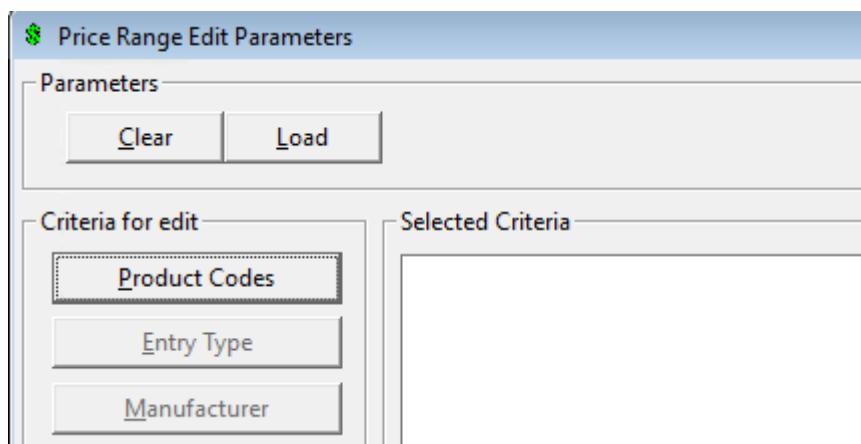 Price Range Edit Parameters
Parameters
Clear Load
Criteria for edit
Selected Criteria
Product Codes
Entry Type
Manufacturer